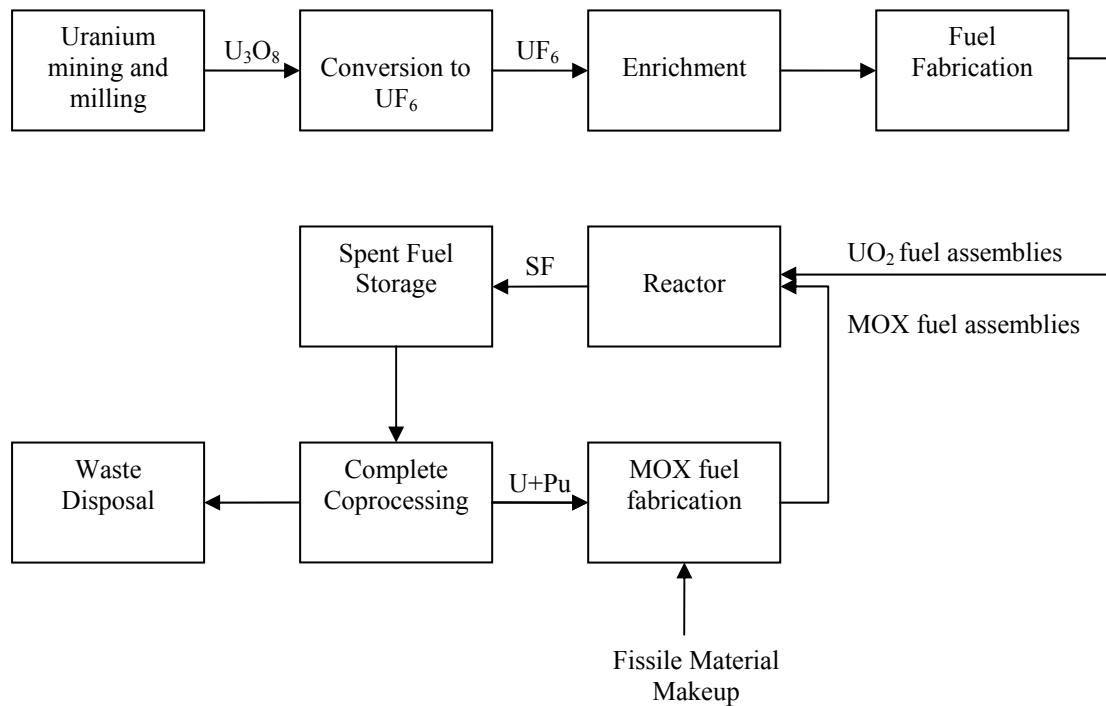 Uranium
mining and
milling
U₃O₈
Conversion to
UF₆
UF₆
Enrichment
Fuel
Fabrication
Spent Fuel
Storage
SF
Reactor
UO₂ fuel assemblies
MOX fuel assemblies
Waste
Disposal
Complete
Coprocessing
U+Pu
MOX fuel
fabrication
Fissile Material
Makeup